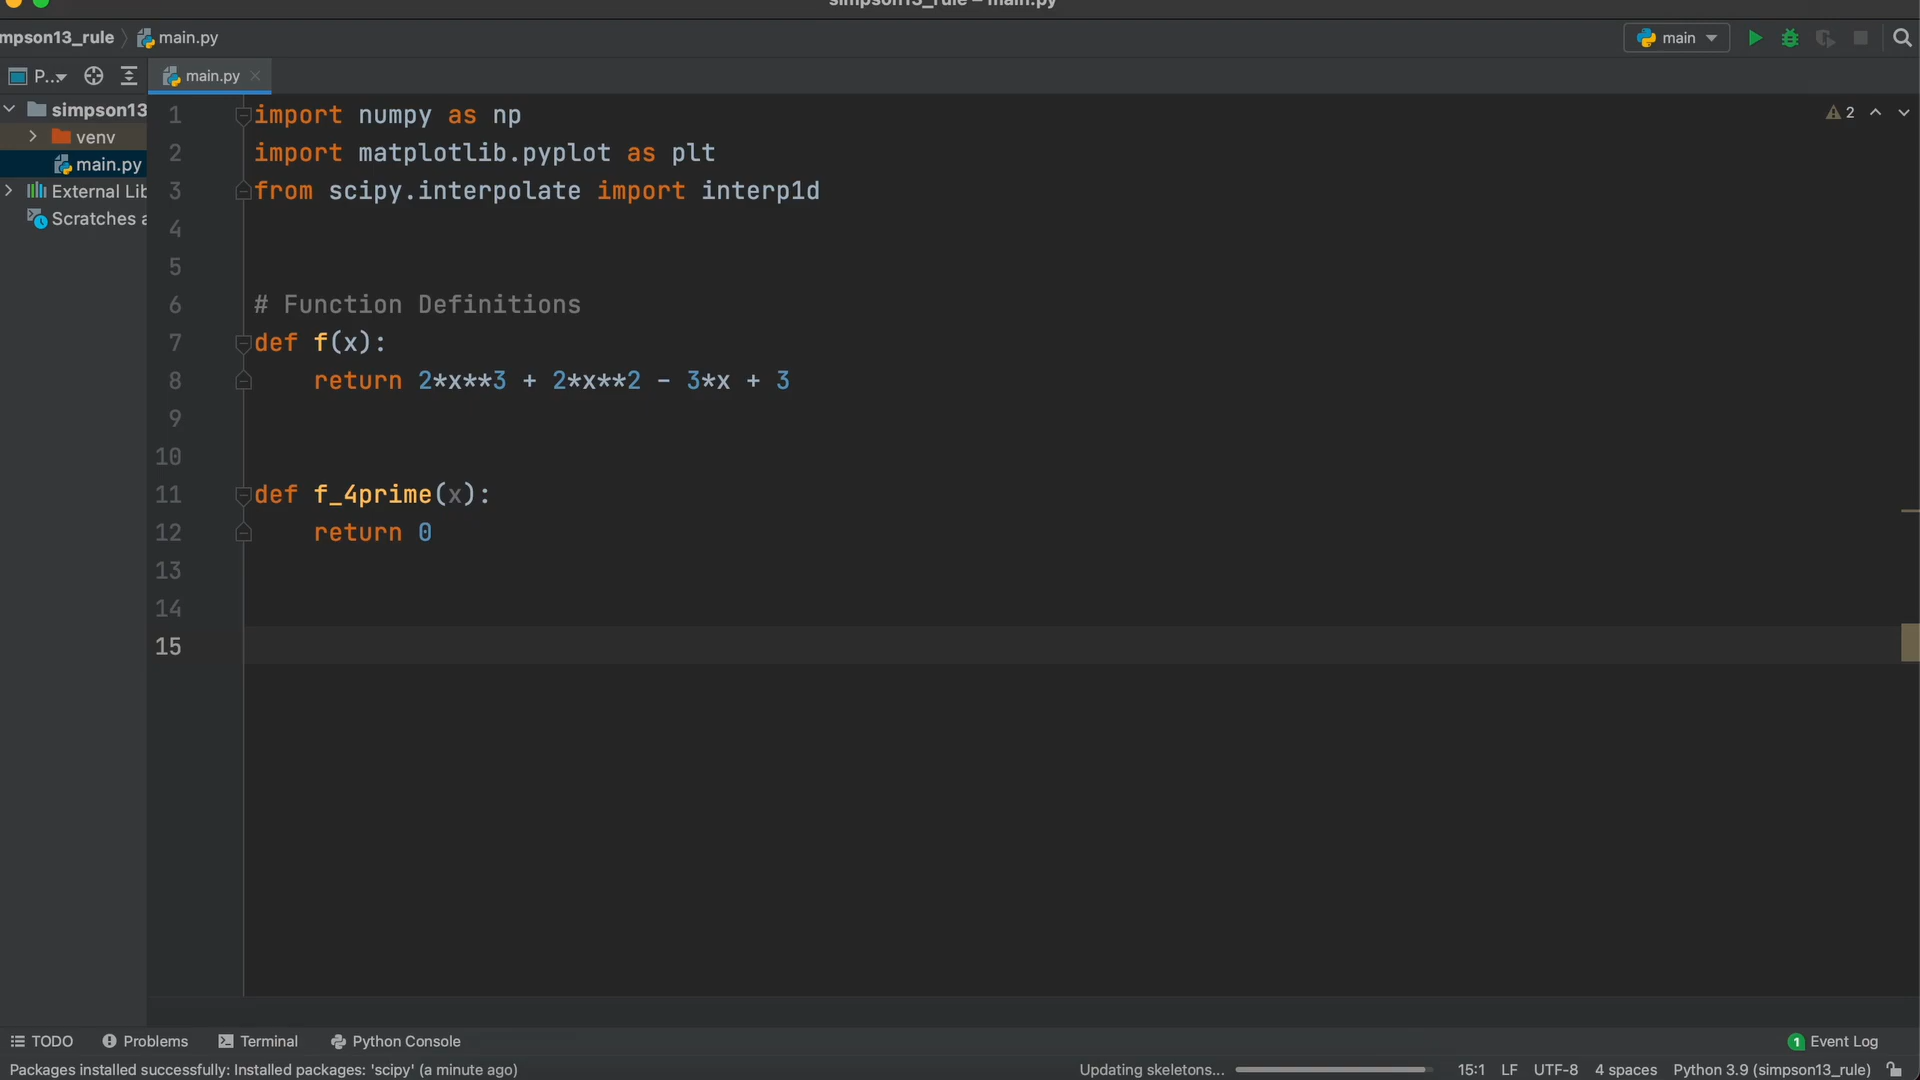 simpson13_rule – main.py
mpson13_rule main.py
main
P... main.py
simpson13
venv
main.py
External Lib
Scratches a
2
1 import numpy as np
2 import matplotlib.pyplot as plt
3 from scipy.interpolate import interp1d
4
5
6 # Function Definitions
7 def f(x):
8 return 2*x**3 + 2*x**2 - 3*x + 3
9
10
11 def f_4prime(x):
12 return 0
13
14
15
TODO Problems Terminal Python Console 1 Event Log
Packages installed successfully: Installed packages: 'scipy' (a minute ago) Updating skeletons... 15:1 LF UTF-8 4 spaces Python 3.9 (simpson13_rule)